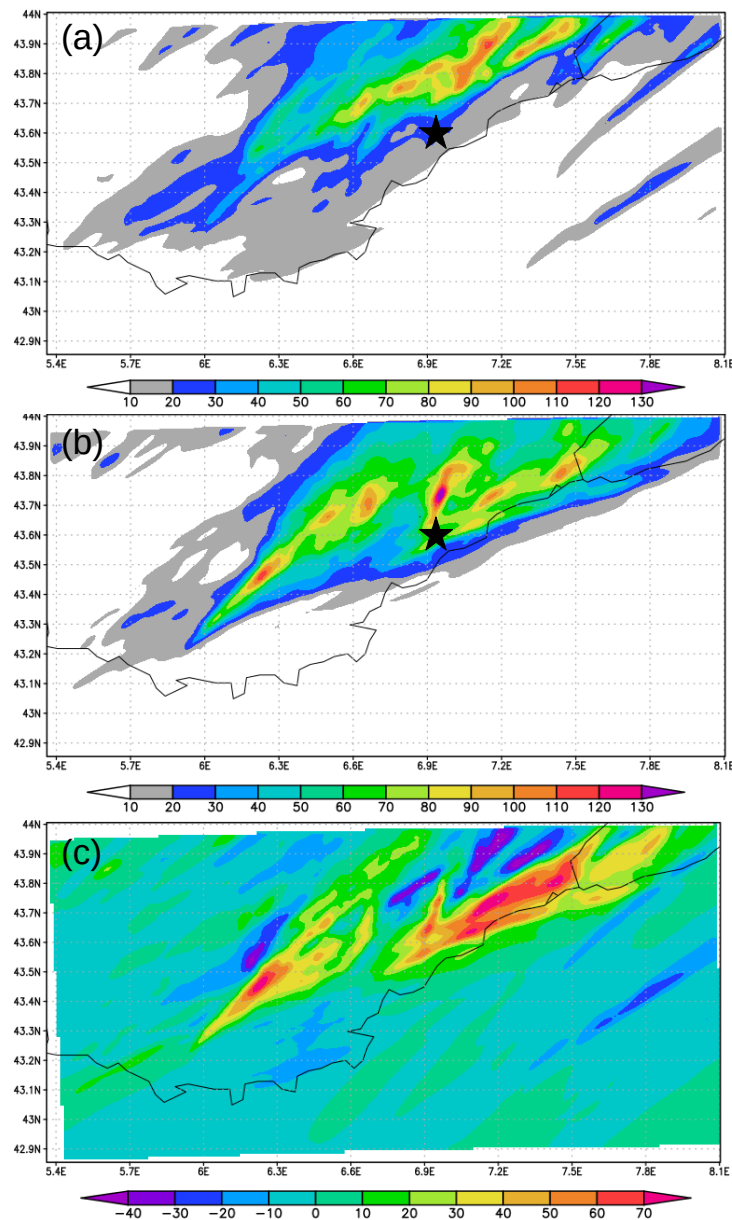 (a)
43.9N
43.8N
43.7N
43.6N
43.5N
43.4N
43.3N
43.2N
43.1N
43N
42.9N
5.4E 5.7E 6E 6.3E 6.6E 6.9E 7.2E 7.5E 7.8E 8.1E
10 20 30 40 50 60 70 80 90 100 110 120 130
(b)
44N
43.9N
43.8N
43.7N
43.6N
43.5N
43.4N
43.3N
43.2N
43.1N
43N
42.9N
5.4E 5.7E 6E 6.3E 6.6E 6.9E 7.2E 7.5E 7.8E 8.1E
10 20 30 40 50 60 70 80 90 100 110 120 130
(c)
44N
43.9N
43.8N
43.7N
43.6N
43.5N
43.4N
43.3N
43.2N
43.1N
43N
42.9N
5.4E 5.7E 6E 6.3E 6.6E 6.9E 7.2E 7.5E 7.8E 8.1E
−40 −30 −20 −10 0 10 20 30 40 50 60 70